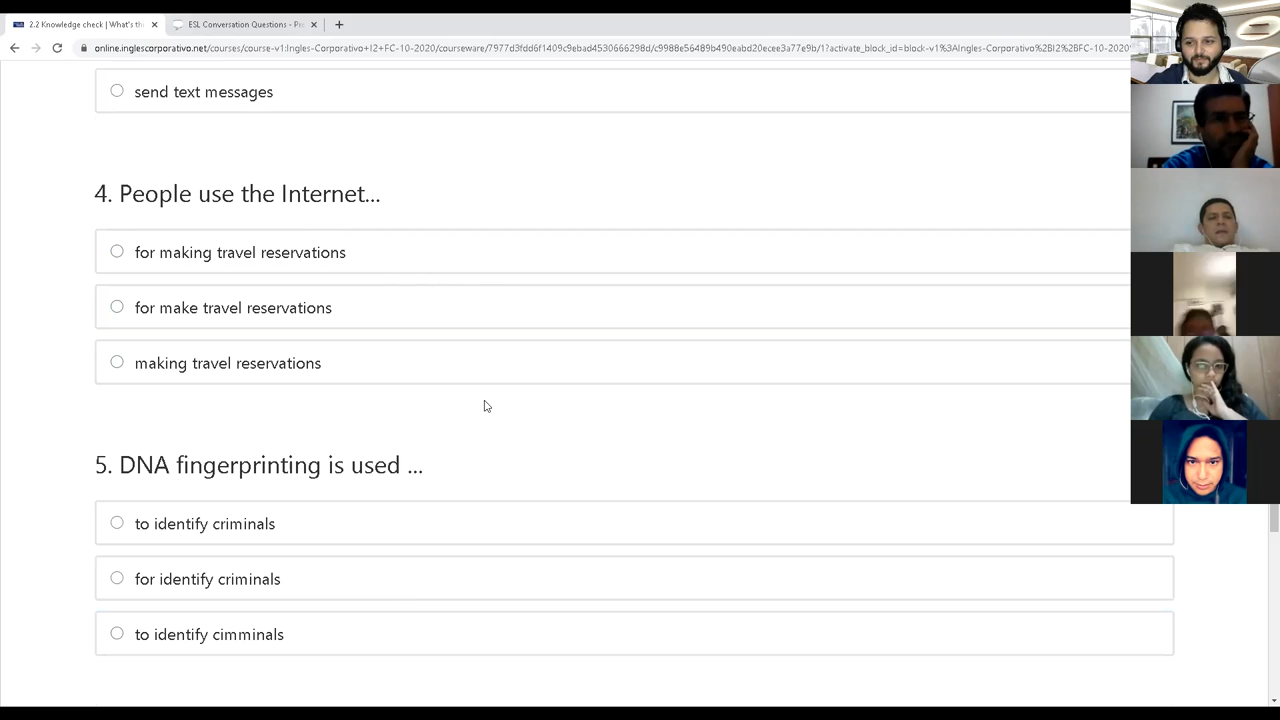 2.2 Knowledge check | What's thi
ESL Conversation Questions - Pr
send text messages
4. People use the Internet...
for making travel reservations
for make travel reservations
making travel reservations
5. DNA fingerprinting is used ...
to identify criminals
for identify criminals
to identify cimminals